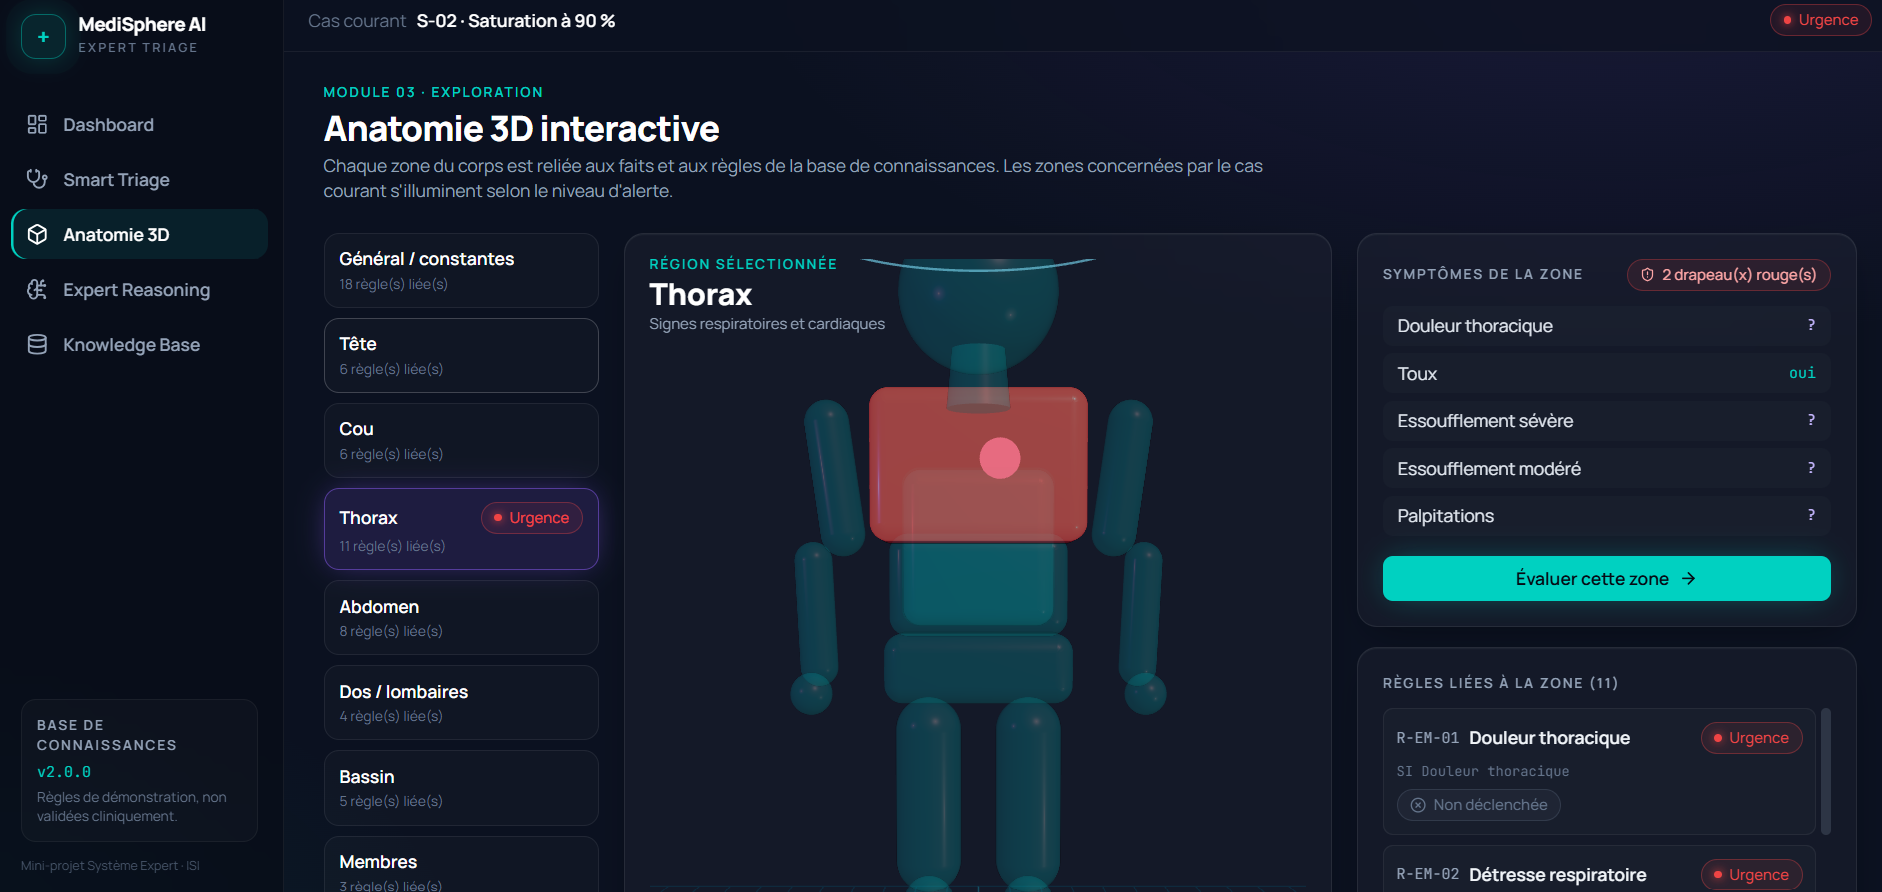 +
MediSphere AI
EXPERT TRIAGE
Dashboard
Smart Triage
Anatomie 3D
Expert Reasoning
Knowledge Base
BASE DE
CONNAISSANCES
v2.0.0
Règles de démonstration, non
validées cliniquement.
Mini-projet Système Expert · ISI
Cas courant S-02 · Saturation à 90 %
Urgence
MODULE 03 · EXPLORATION
Anatomie 3D interactive
Chaque zone du corps est reliée aux faits et aux règles de la base de connaissances. Les zones concernées par le cas
courant s'illuminent selon le niveau d'alerte.
Général / constantes
18 règle(s) liée(s)
Tête
6 règle(s) liée(s)
Cou
6 règle(s) liée(s)
Thorax
Urgence
11 règle(s) liée(s)
Abdomen
8 règle(s) liée(s)
Dos / lombaires
4 règle(s) liée(s)
Bassin
5 règle(s) liée(s)
Membres
3 règle(s) liée(s)
RÉGION SÉLECTIONNÉE
Thorax
Signes respiratoires et cardiaques
SYMPTÔMES DE LA ZONE
2 drapeau(x) rouge(s)
Douleur thoracique ?
Toux oui
Essoufflement sévère ?
Essoufflement modéré ?
Palpitations ?
Évaluer cette zone →
RÈGLES LIÉES À LA ZONE (11)
R-EM-01 Douleur thoracique
Urgence
SI Douleur thoracique
Non déclenchée
R-EM-02 Détresse respiratoire
Urgence